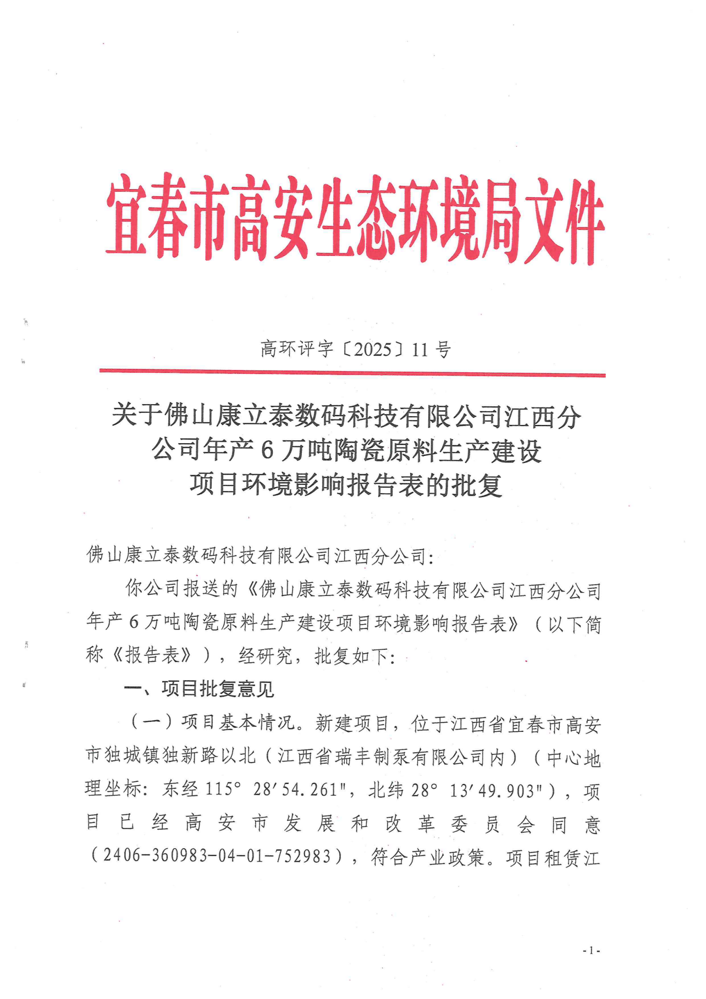 宜春市高安生态环境局文件
高环评字〔2025〕11 号
关于佛山康立泰数码科技有限公司江西分
公司年产 6 万吨陶瓷原料生产建设
项目环境影响报告表的批复
佛山康立泰数码科技有限公司江西分公司：
你公司报送的《佛山康立泰数码科技有限公司江西分公司
年产 6 万吨陶瓷原料生产建设项目环境影响报告表》（以下简
称《报告表》），经研究，批复如下：
一、项目批复意见
（一）项目基本情况。新建项目，位于江西省宜春市高安
市独城镇独新路以北（江西省瑞丰制泵有限公司内）（中心地
理坐标：东经 115° 28′54.261"，北纬 28° 13′49.903"），项
目已经高安市发展和改革委员会同意
（2406-360983-04-01-752983），符合产业政策。项目租赁江
- 1 -